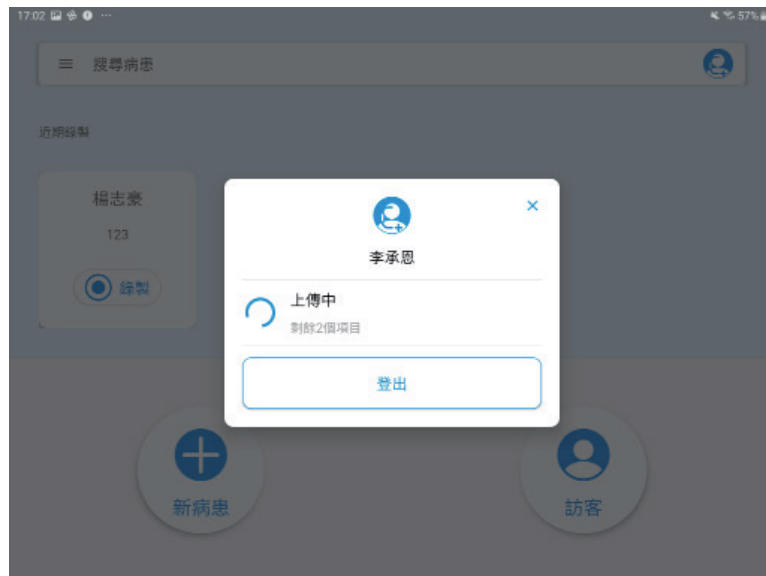 17:02 57%
搜尋病患
近期錄製
楊志豪
123
錄製
李承恩
上傳中
剩餘2個項目
登出
新病患
訪客